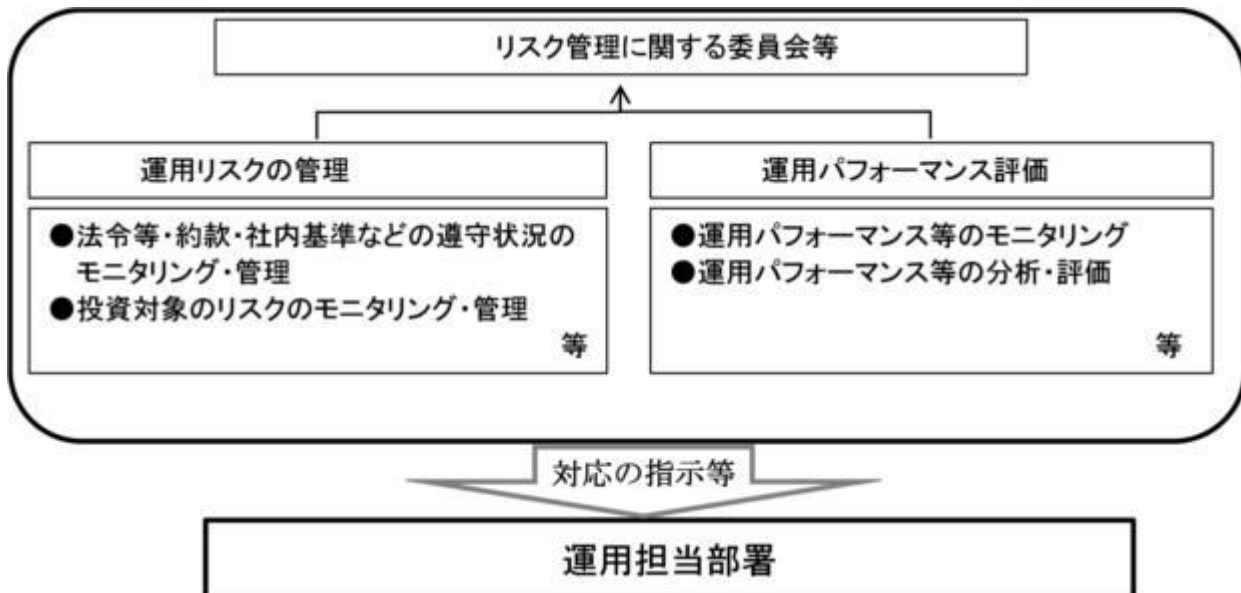 リスク管理に関する委員会等
運用リスクの管理
●法令等・約款・社内基準などの遵守状況の
モニタリング・管理
●投資対象のリスクのモニタリング・管理
等
運用パフォーマンス評価
●運用パフォーマンス等のモニタリング
●運用パフォーマンス等の分析・評価
等
対応の指示等
運用担当部署